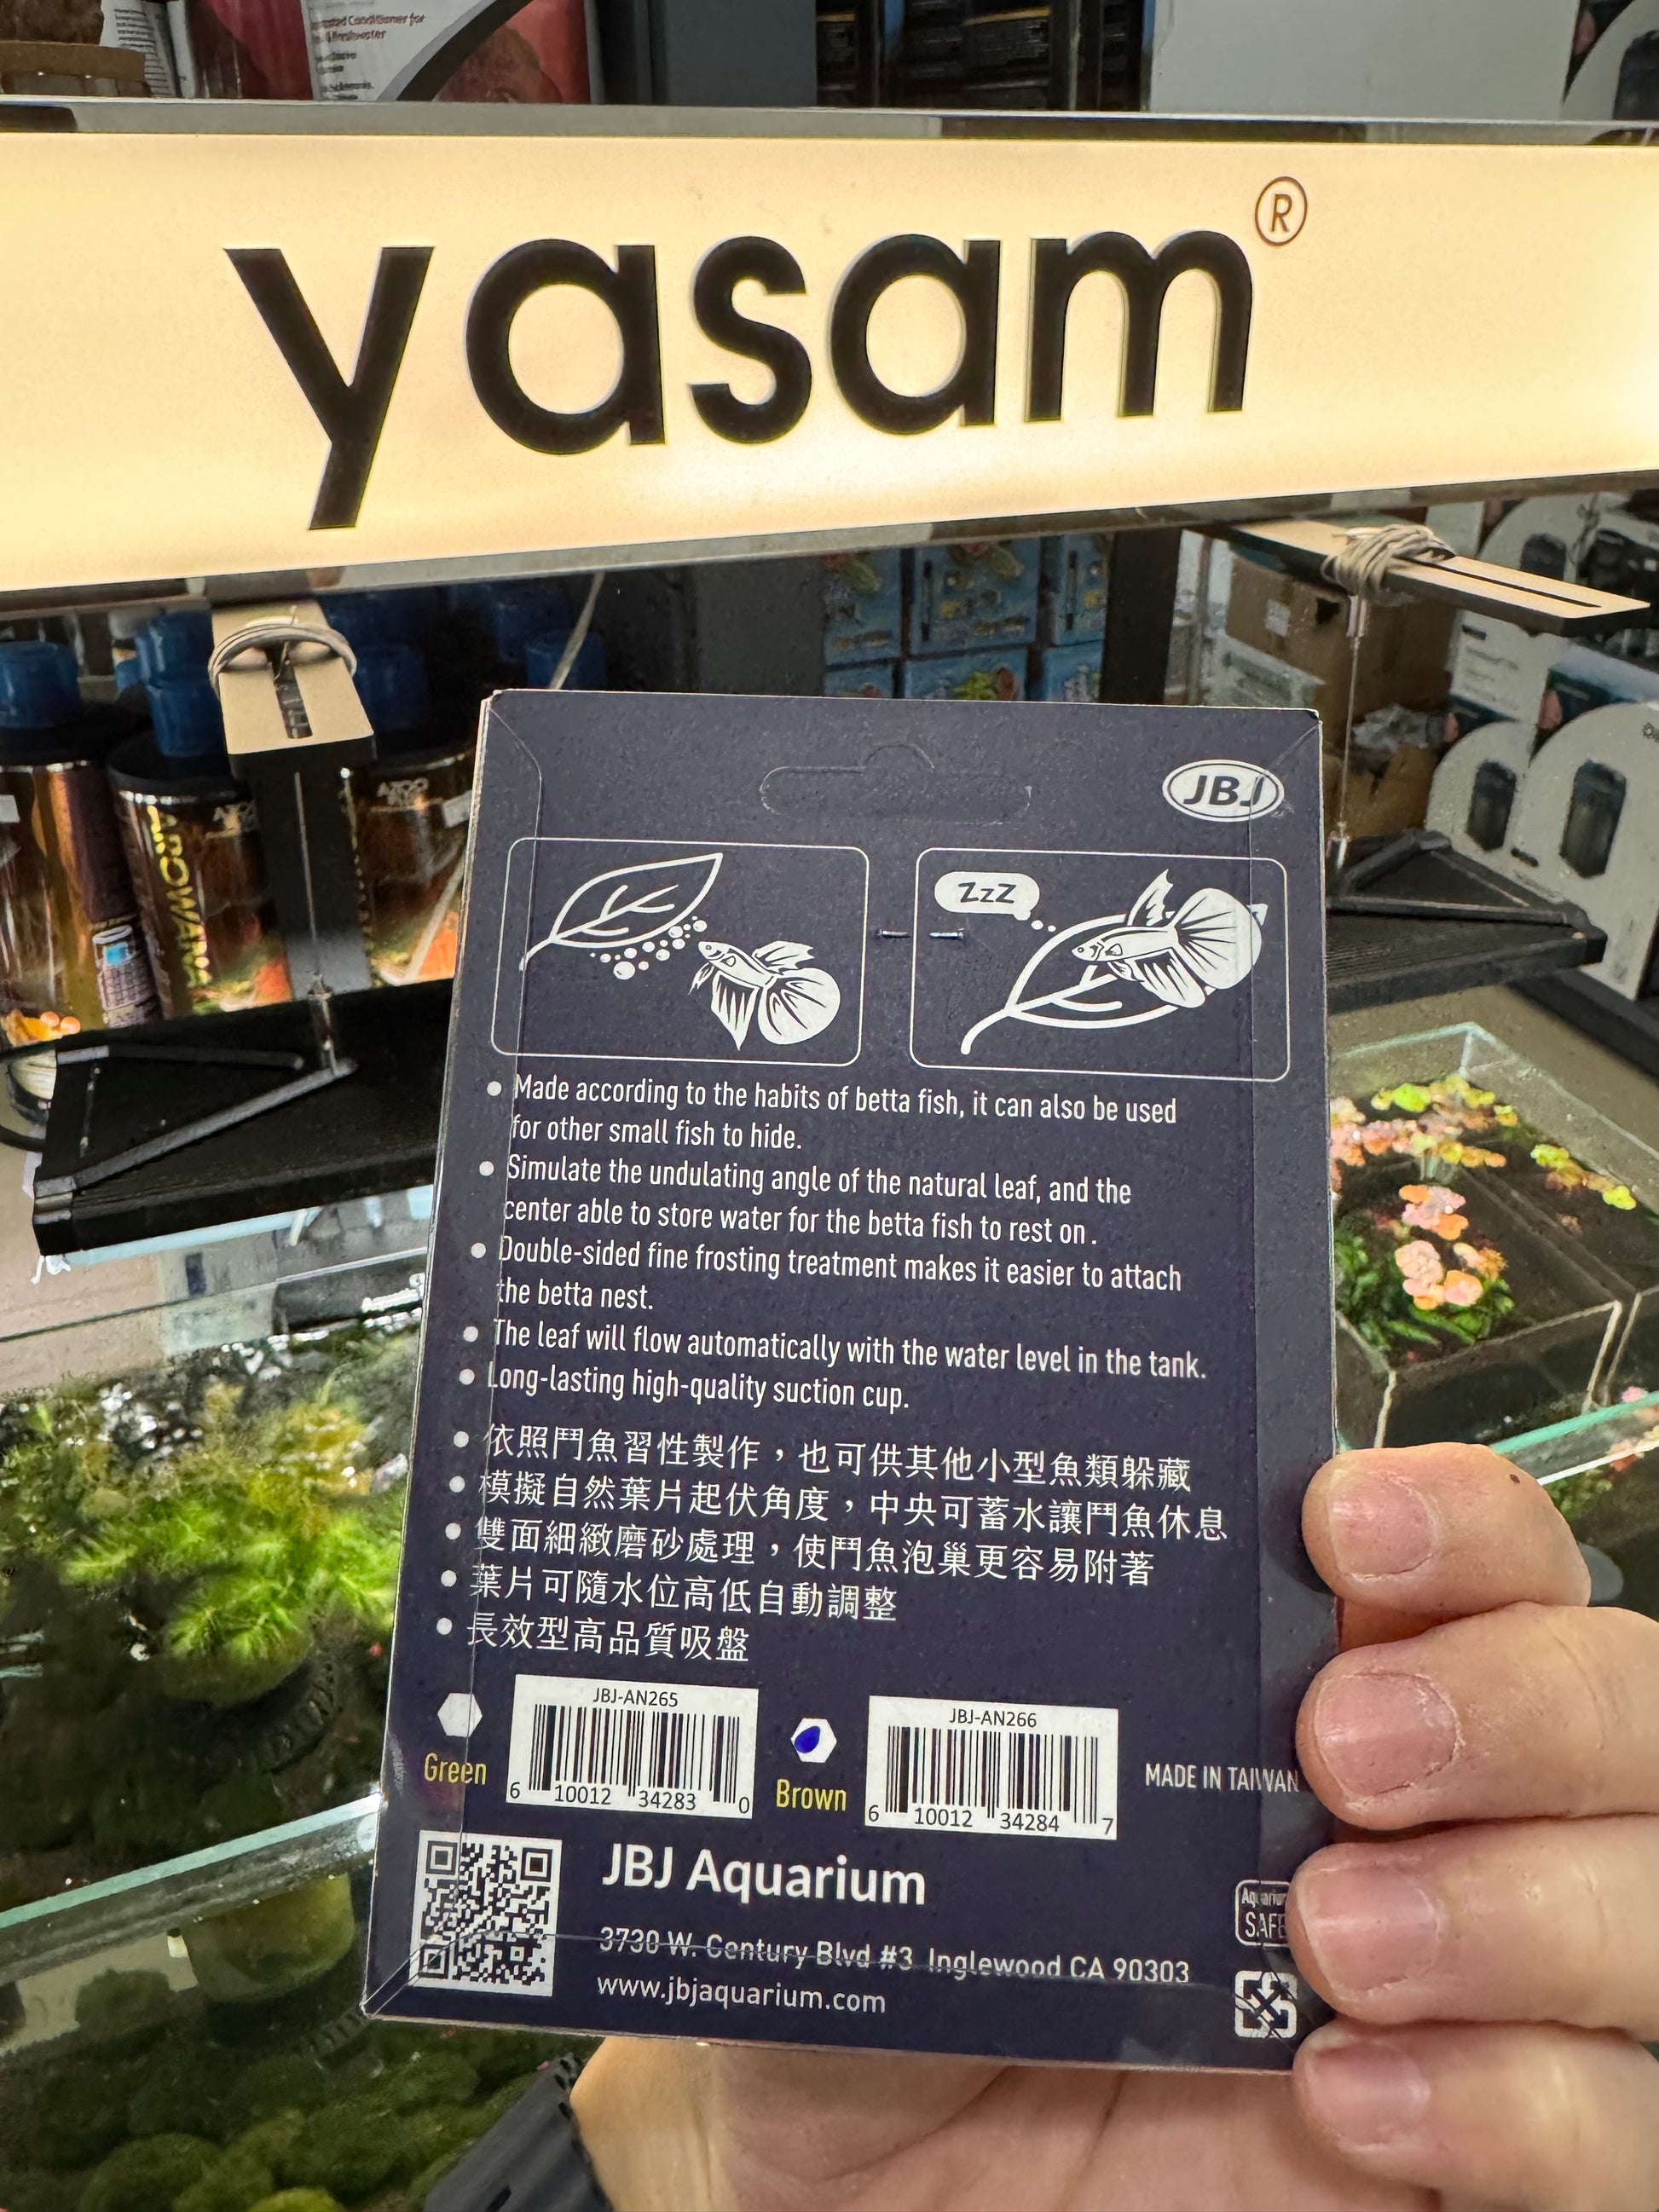 yasam®
AZOO
AROWANA
JBJ
ZzZ
• Made according to the habits of betta fish, it can also be used
for other small fish to hide.
• Simulate the undulating angle of the natural leaf, and the
center able to store water for the betta fish to rest on.
• Double-sided fine frosting treatment makes it easier to attach
the betta nest.
• The leaf will flow automatically with the water level in the tank.
• Long-lasting high-quality suction cup.
• 依照鬥魚習性製作，也可供其他小型魚類躲藏
• 模擬自然葉片起伏角度，中央可蓄水讓鬥魚休息
• 雙面細緻磨砂處理，使鬥魚泡巢更容易附著
• 葉片可隨水位高低自動調整
• 長效型高品質吸盤
JBJ-AN265
JBJ-AN266
Green
6 10012 34283 0
Brown
6 10012 34284 7
MADE IN TAIWAN
JBJ Aquarium
3730 W. Century Blvd #3 Inglewood CA 90303
www.jbjaquarium.com
Aquarium
SAFE